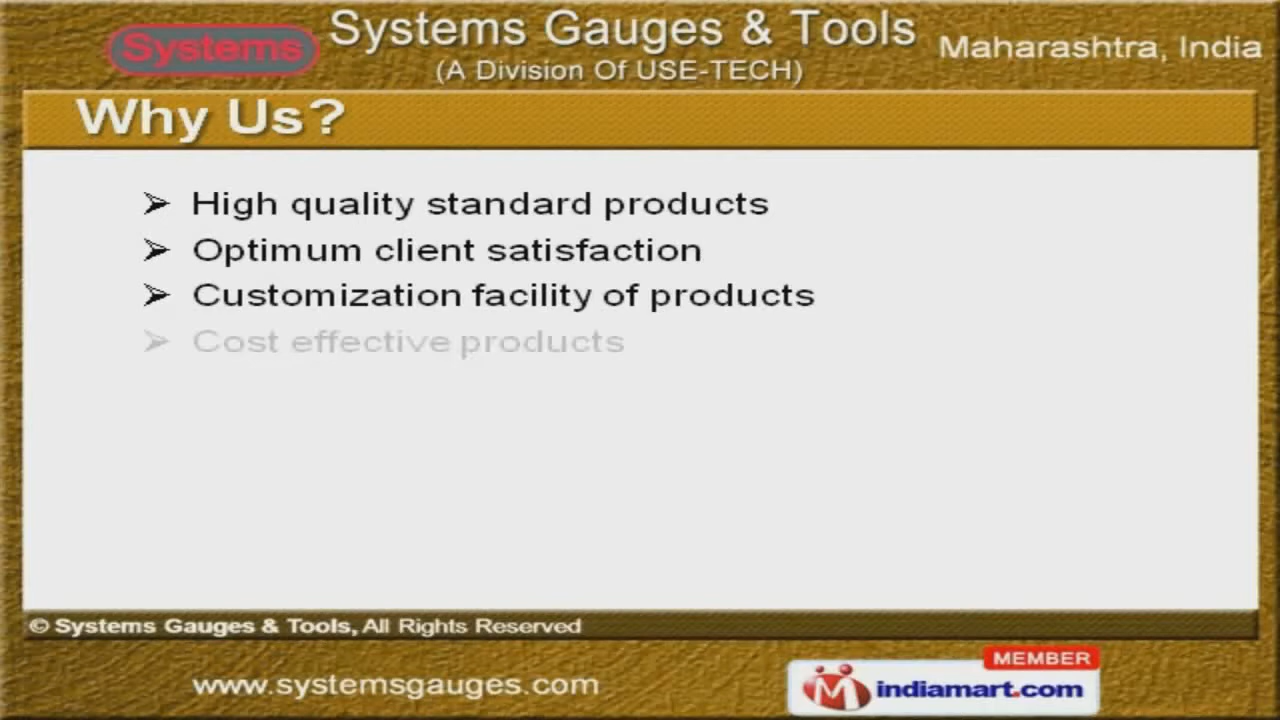 Systems
Systems Gauges & Tools
(A Division Of USE-TECH)
Maharashtra, India
Why Us?
➢ High quality standard products
➢ Optimum client satisfaction
➢ Customization facility of products
➢ Cost effective products
© Systems Gauges & Tools, All Rights Reserved
www.systemsgauges.com
MEMBER
indiamart.com